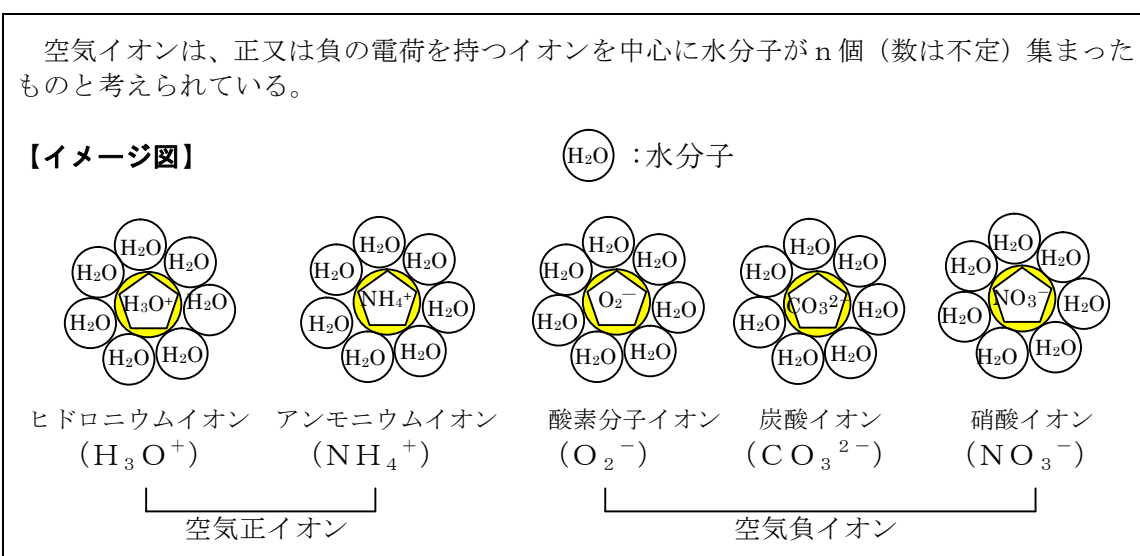 空気イオンは、正又は負の電荷を持つイオンを中心に水分子がｎ個（数は不定）集まった
ものと考えられている。
【イメージ図】
H₂O ：水分子
H₂O H₂O H₂O H₂O H₂O H₂O H₂O H₃O⁺
H₂O H₂O H₂O H₂O H₂O H₂O H₂O NH₄⁺
H₂O H₂O H₂O H₂O H₂O H₂O H₂O O₂⁻
H₂O H₂O H₂O H₂O H₂O H₂O H₂O CO₃²⁻
H₂O H₂O H₂O H₂O H₂O H₂O H₂O NO₃⁻
ヒドロニウムイオン アンモニウムイオン 酸素分子イオン 炭酸イオン 硝酸イオン
（Ｈ₃Ｏ⁺） （ＮＨ₄⁺） （Ｏ₂⁻） （ＣＯ₃²⁻） （ＮＯ₃⁻）
空気正イオン 空気負イオン